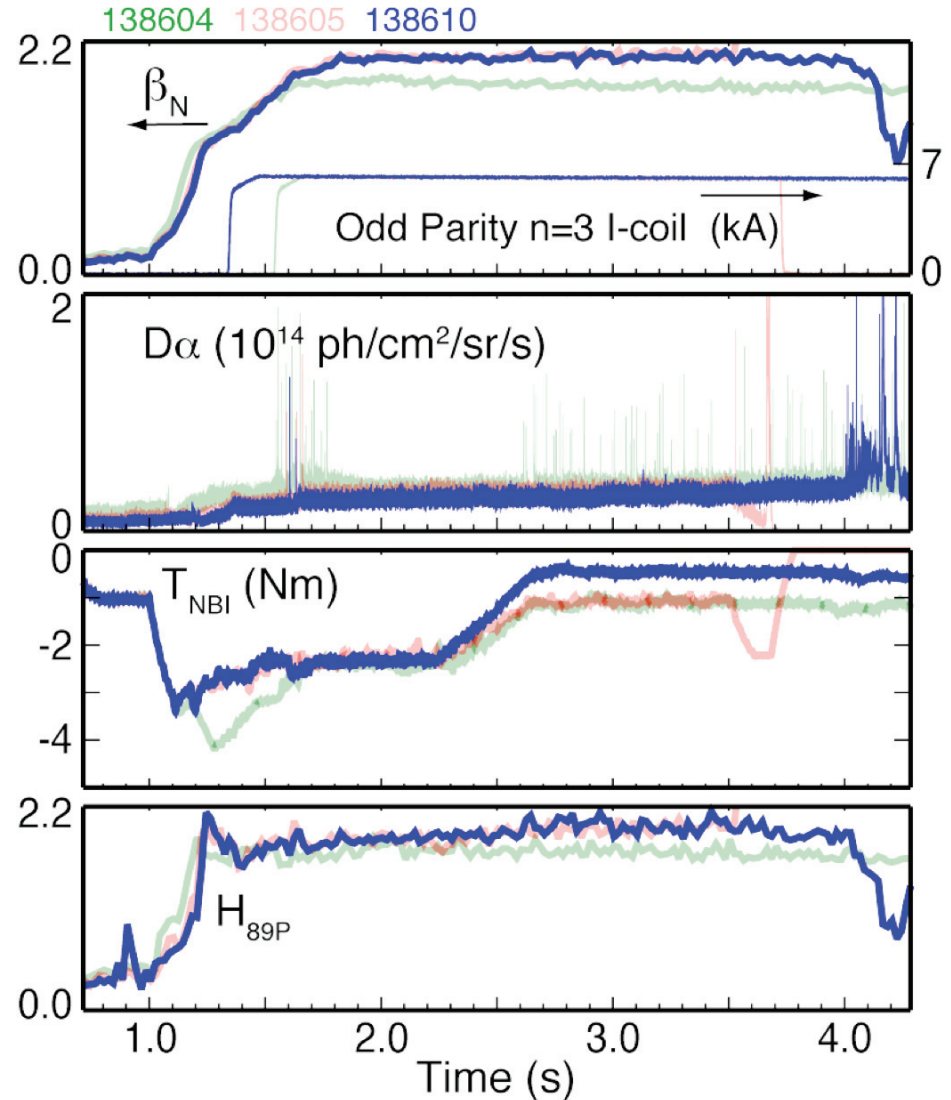 138604 138605 138610
2.2
βN
7
Odd Parity n=3 I-coil (kA)
0.0
0
2
Dα (10¹⁴ ph/cm²/sr/s)
0
0
TNBI (Nm)
-2
-4
2.2
H89P
0.0
1.0 2.0 3.0 4.0
Time (s)